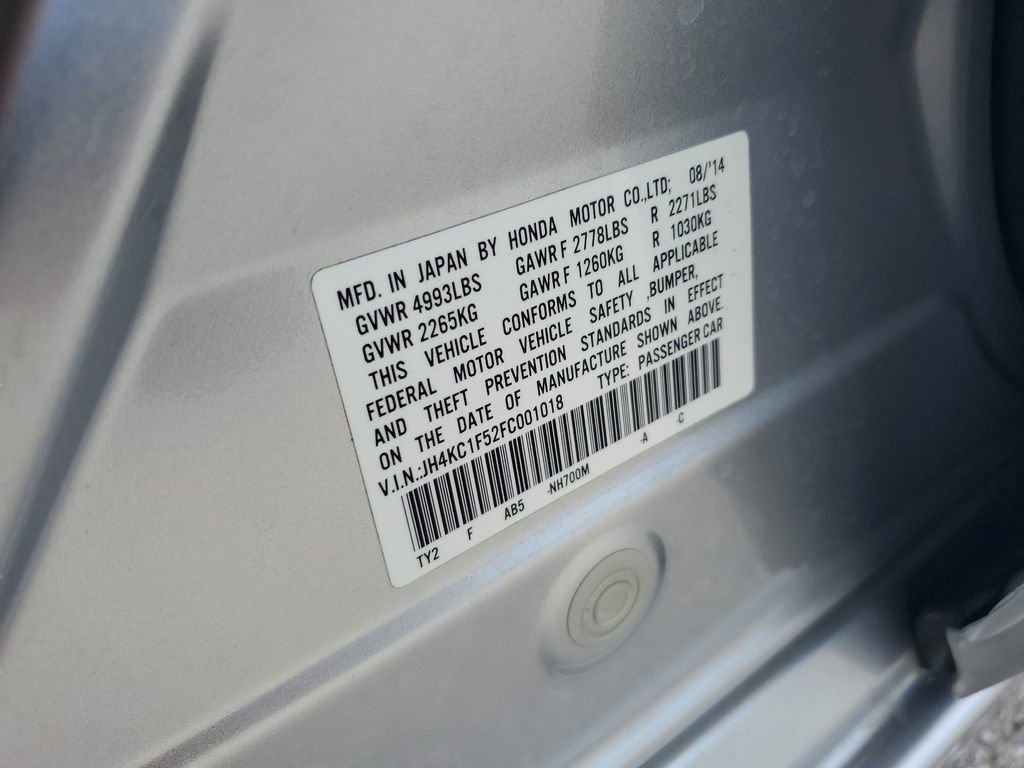 MFD. IN JAPAN BY HONDA MOTOR CO.,LTD; 08/'14
GVWR 4993LBS GAWR F 2778LBS R 2271LBS
GVWR 2265KG GAWR F 1260KG R 1030KG
THIS VEHICLE CONFORMS TO ALL APPLICABLE
FEDERAL MOTOR VEHICLE SAFETY ,BUMPER,
AND THEFT PREVENTION STANDARDS IN EFFECT
ON THE DATE OF MANUFACTURE SHOWN ABOVE.
V.I.N.:JH4KC1F52FC001018 TYPE: PASSENGER CAR
TY2 F AB5 -NH700M -A -C